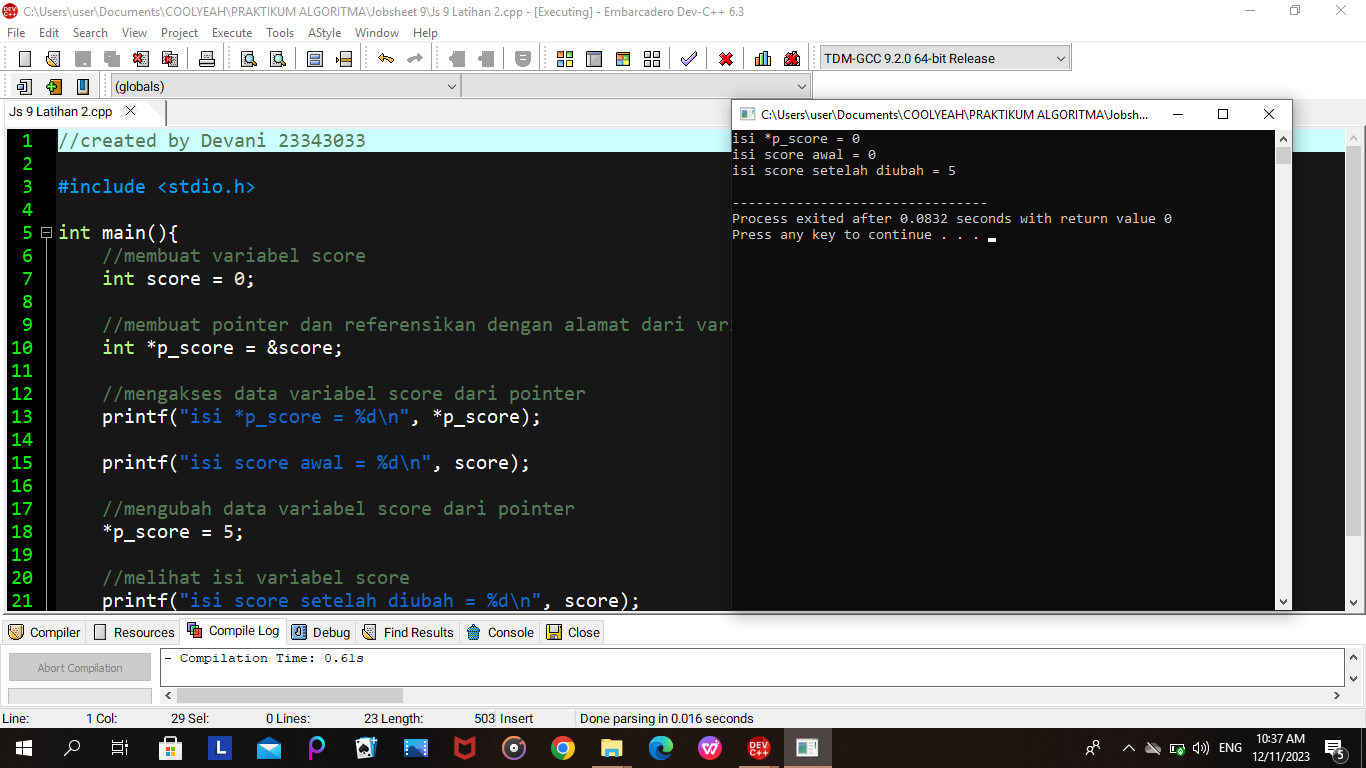 C:\Users\user\Documents\COOLYEAH\PRAKTIKUM ALGORITMA\Jobsheet 9\Js 9 Latihan 2.cpp - [Executing] - Embarcadero Dev-C++ 6.3
File Edit Search View Project Execute Tools AStyle Window Help
TDM-GCC 9.2.0 64-bit Release
(globals)
Js 9 Latihan 2.cpp
1 //created by Devani 23343033
2
3 #include <stdio.h>
4
5 int main(){
6 //membuat variabel score
7 int score = 0;
8
9 //membuat pointer dan referensikan dengan alamat dari var
10 int *p_score = &score;
11
12 //mengakses data variabel score dari pointer
13 printf("isi *p_score = %d\n", *p_score);
14
15 printf("isi score awal = %d\n", score);
16
17 //mengubah data variabel score dari pointer
18 *p_score = 5;
19
20 //melihat isi variabel score
21 printf("isi score setelah diubah = %d\n", score);
C:\Users\user\Documents\COOLYEAH\PRAKTIKUM ALGORITMA\Jobsh...
isi *p_score = 0
isi score awal = 0
isi score setelah diubah = 5
--------------------------------
Process exited after 0.0832 seconds with return value 0
Press any key to continue . . .
Compiler Resources Compile Log Debug Find Results Console Close
Abort Compilation
- Compilation Time: 0.61s
Line: 1 Col: 29 Sel: 0 Lines: 23 Length: 503 Insert Done parsing in 0.016 seconds
L
DEV C++
ENG
10:37 AM
12/11/2023
5